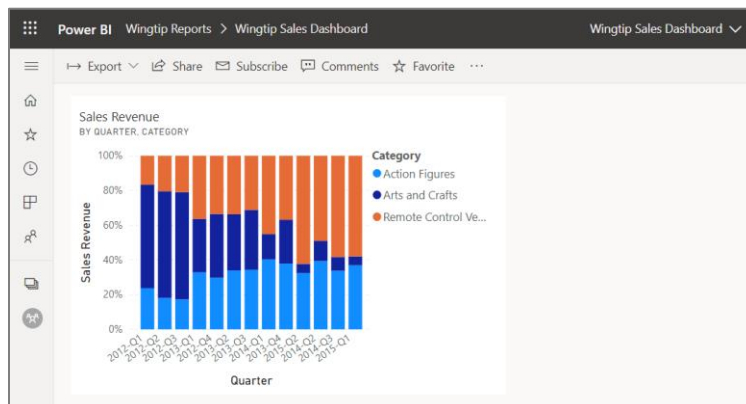 Power BI Wingtip Reports > Wingtip Sales Dashboard Wingtip Sales Dashboard
Export Share Subscribe Comments Favorite ...
Sales Revenue
BY QUARTER, CATEGORY
Category
Action Figures
Arts and Crafts
Remote Control Ve...
100%
80%
60%
40%
20%
0%
Sales Revenue
2012-Q1
2012-Q2
2012-Q3
2013-Q1
2012-Q4
2013-Q2
2013-Q3
2014-Q1
2013-Q4
2014-Q2
2014-Q3
2015-Q1
Quarter